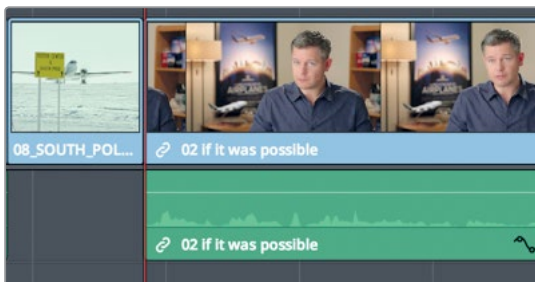 AIRPLANES
08_SOUTH_POL...
02 if it was possible
02 if it was possible